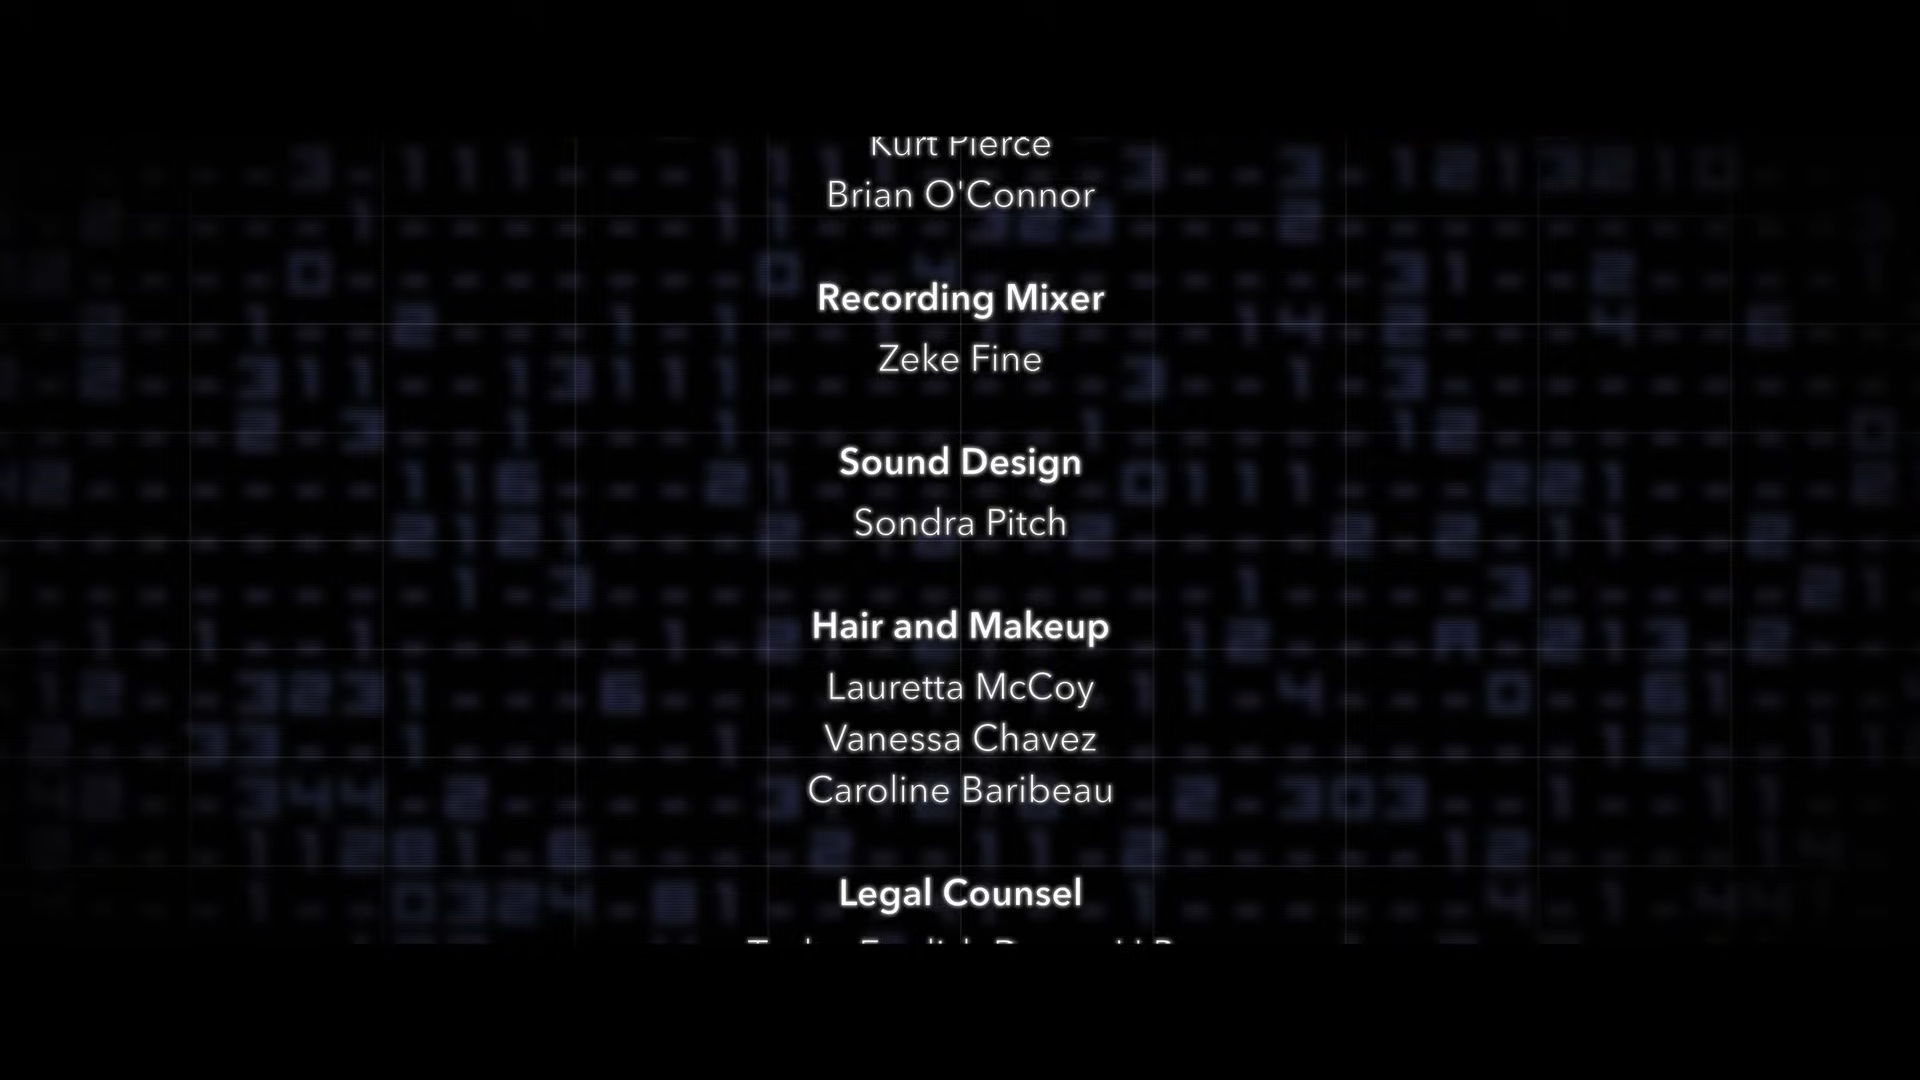 Kurt Pierce
Brian O'Connor
Recording Mixer
Zeke Fine
Sound Design
Sondra Pitch
Hair and Makeup
Lauretta McCoy
Vanessa Chavez
Caroline Baribeau
Legal Counsel